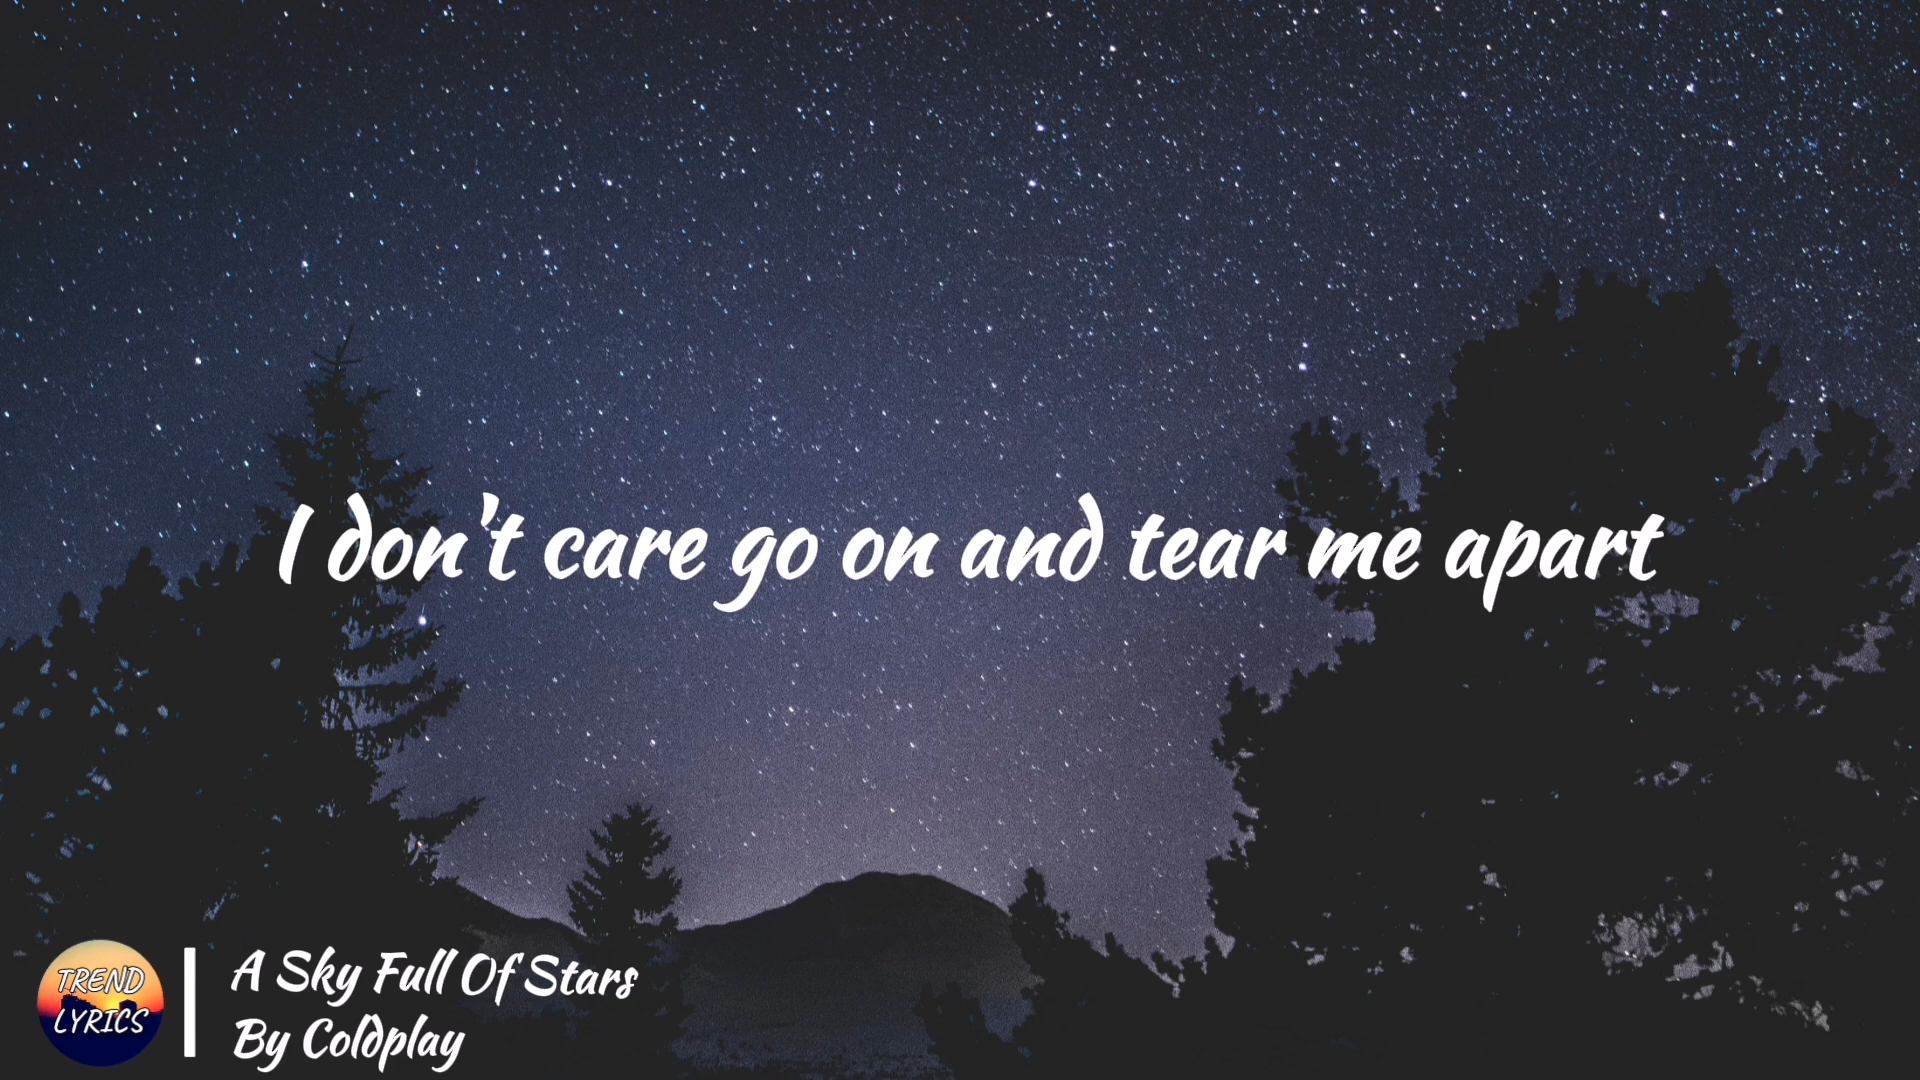 I don't care go on and tear me apart
TREND
LYRICS
A Sky Full Of Stars
By Coldplay